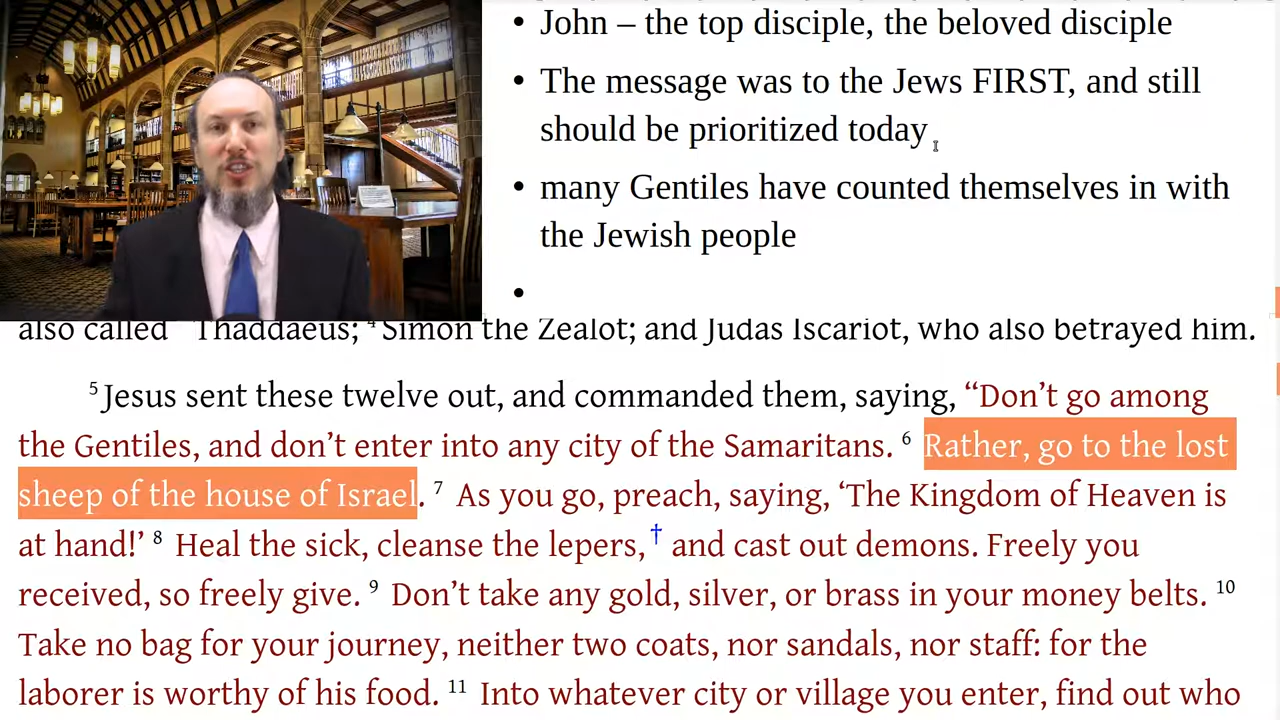 • John – the top disciple, the beloved disciple
• The message was to the Jews FIRST, and still
should be prioritized today
• many Gentiles have counted themselves in with
the Jewish people
•
also called Thaddaeus; 4 Simon the Zealot; and Judas Iscariot, who also betrayed him.
5 Jesus sent these twelve out, and commanded them, saying, “Don’t go among
the Gentiles, and don’t enter into any city of the Samaritans. 6 Rather, go to the lost
sheep of the house of Israel. 7 As you go, preach, saying, ‘The Kingdom of Heaven is
at hand!’ 8 Heal the sick, cleanse the lepers,† and cast out demons. Freely you
received, so freely give. 9 Don’t take any gold, silver, or brass in your money belts. 10
Take no bag for your journey, neither two coats, nor sandals, nor staff: for the
laborer is worthy of his food. 11 Into whatever city or village you enter, find out who